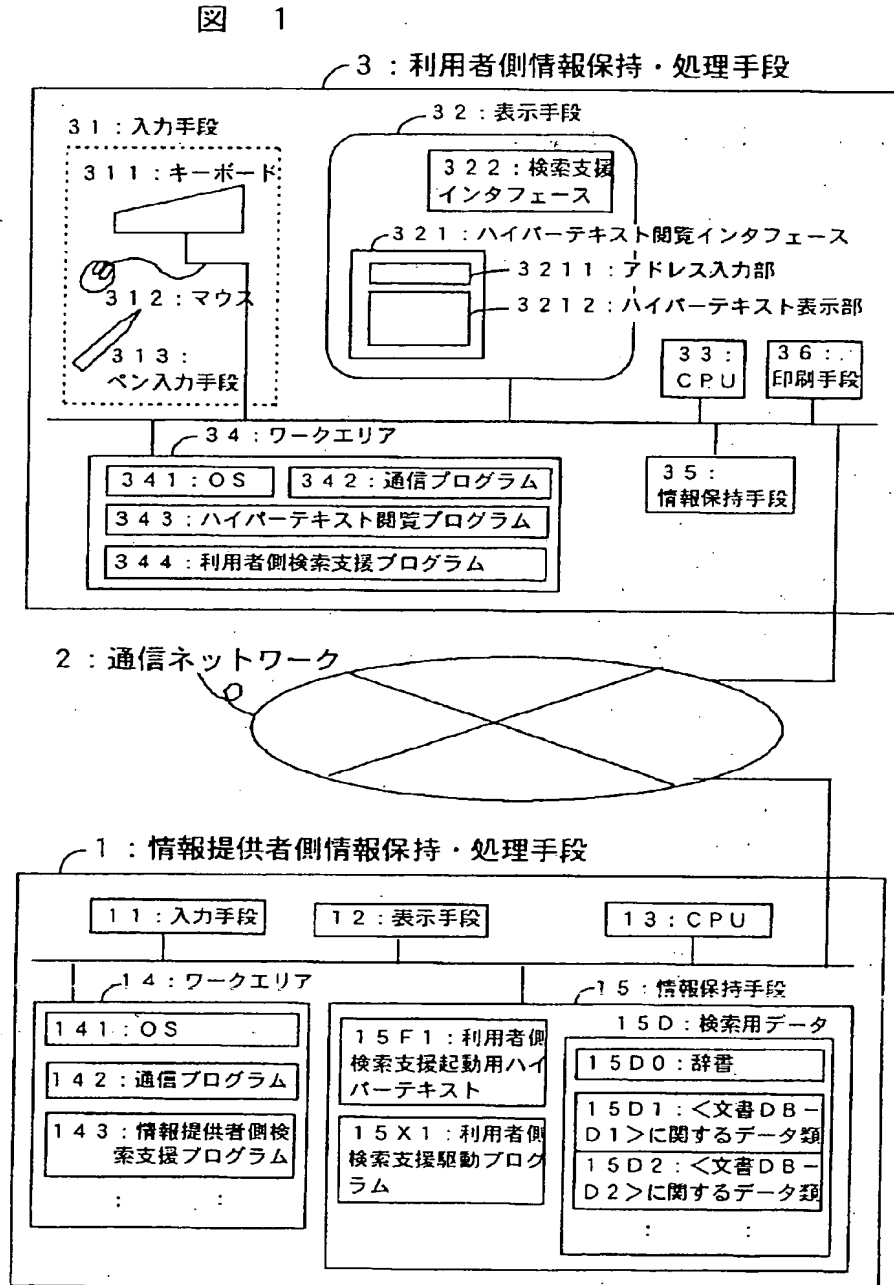 図 1
3：利用者側情報保持・処理手段
31：入力手段
311：キーボード
312：マウス
313：
ペン入力手段
32：表示手段
322：検索支援
インタフェース
321：ハイパーテキスト閲覧インタフェース
3211：アドレス入力部
3212：ハイパーテキスト表示部
33：
CPU
36：
印刷手段
34：ワークエリア
341：OS
342：通信プログラム
343：ハイパーテキスト閲覧プログラム
344：利用者側検索支援プログラム
35：
情報保持手段
2：通信ネットワーク
1：情報提供者側情報保持・処理手段
11：入力手段
12：表示手段
13：CPU
14：ワークエリア
141：OS
142：通信プログラム
143：情報提供者側検
索支援プログラム
：　：
15：情報保持手段
15F1：利用者側
検索支援起動用ハイ
パーテキスト
15X1：利用者側
検索支援駆動プログ
ラム
15D：検索用データ
15D0：辞書
15D1：＜文書DB－
D1＞に関するデータ類
15D2：＜文書DB－
D2＞に関するデータ類
：　：